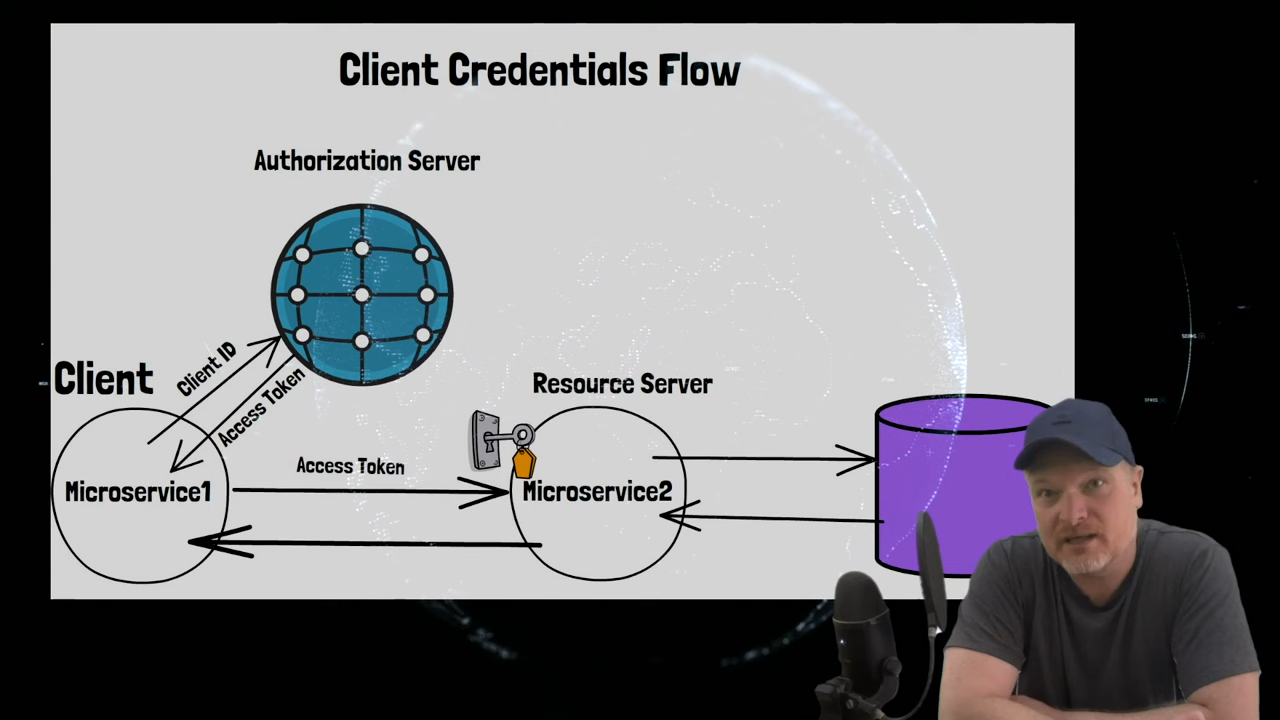 Client Credentials Flow
Authorization Server
Client ID
Access Token
Client
Resource Server
Access Token
Microservice1
Microservice2